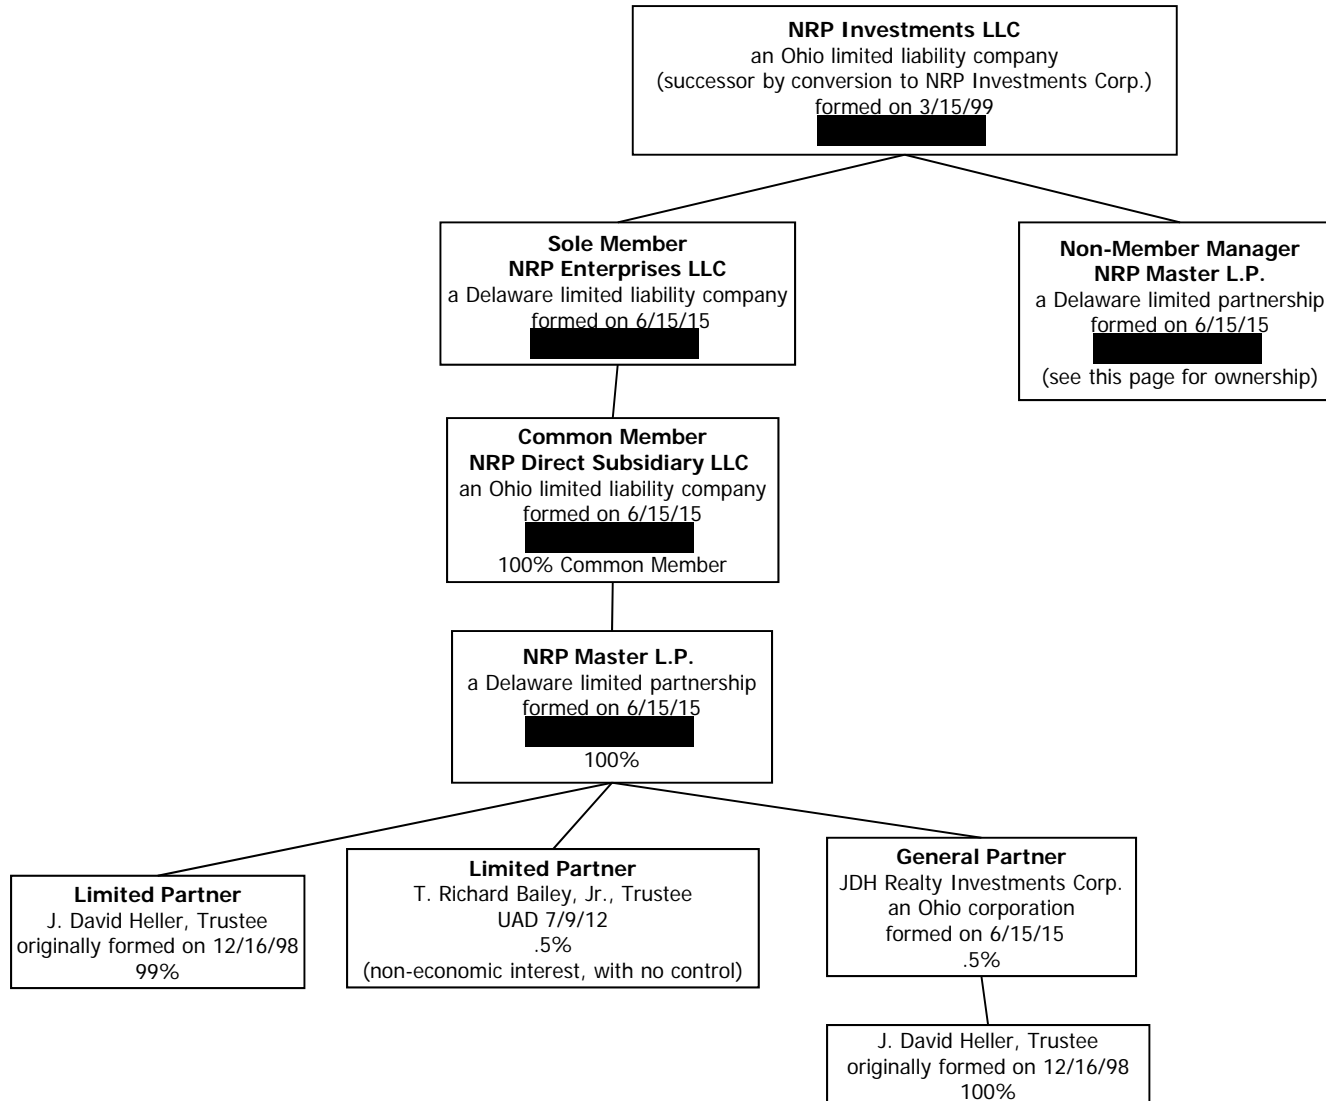 NRP Investments LLC
an Ohio limited liability company
(successor by conversion to NRP Investments Corp.)
formed on 3/15/99
Sole Member
NRP Enterprises LLC
a Delaware limited liability company
formed on 6/15/15
Non-Member Manager
NRP Master L.P.
a Delaware limited partnership
formed on 6/15/15
(see this page for ownership)
Common Member
NRP Direct Subsidiary LLC
an Ohio limited liability company
formed on 6/15/15
100% Common Member
NRP Master L.P.
a Delaware limited partnership
formed on 6/15/15
100%
Limited Partner
J. David Heller, Trustee
originally formed on 12/16/98
99%
Limited Partner
T. Richard Bailey, Jr., Trustee
UAD 7/9/12
.5%
(non-economic interest, with no control)
General Partner
JDH Realty Investments Corp.
an Ohio corporation
formed on 6/15/15
.5%
J. David Heller, Trustee
originally formed on 12/16/98
100%